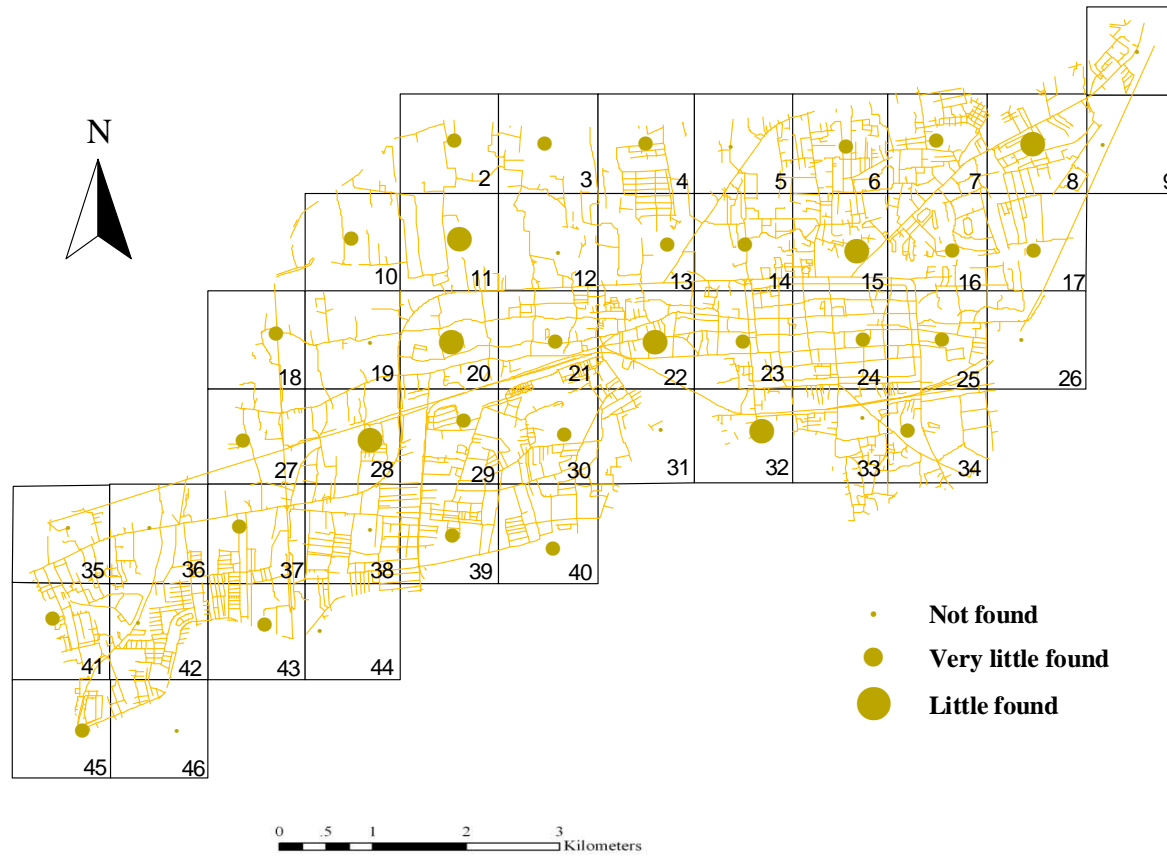 N
2 3 4 5 6 7 8 9
10 11 12 13 14 15 16 17
18 19 20 21 22 23 24 25 26
27 28 29 30 31 32 33 34
35 36 37 38 39 40
41 42 43 44
45 46
Not found
Very little found
Little found
0 .5 1 2 3
Kilometers